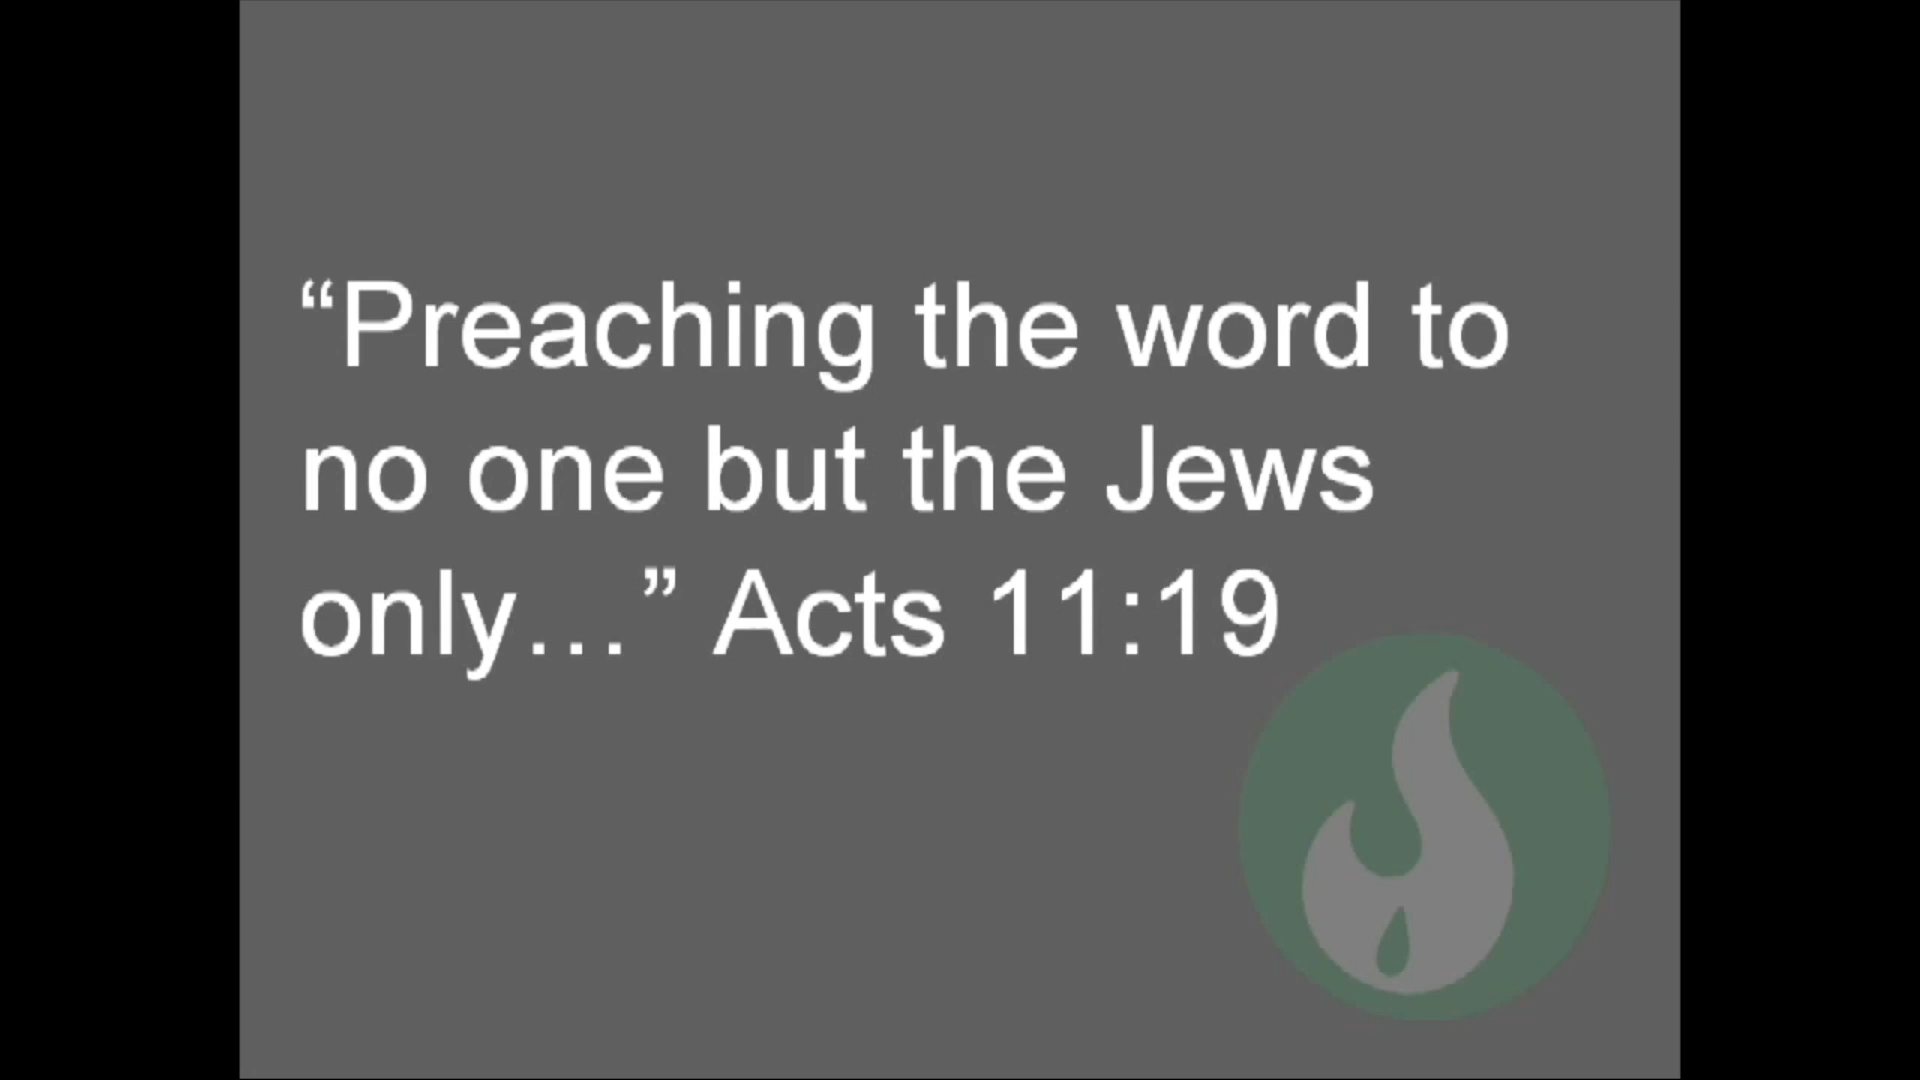 “Preaching the word to
no one but the Jews
only…” Acts 11:19